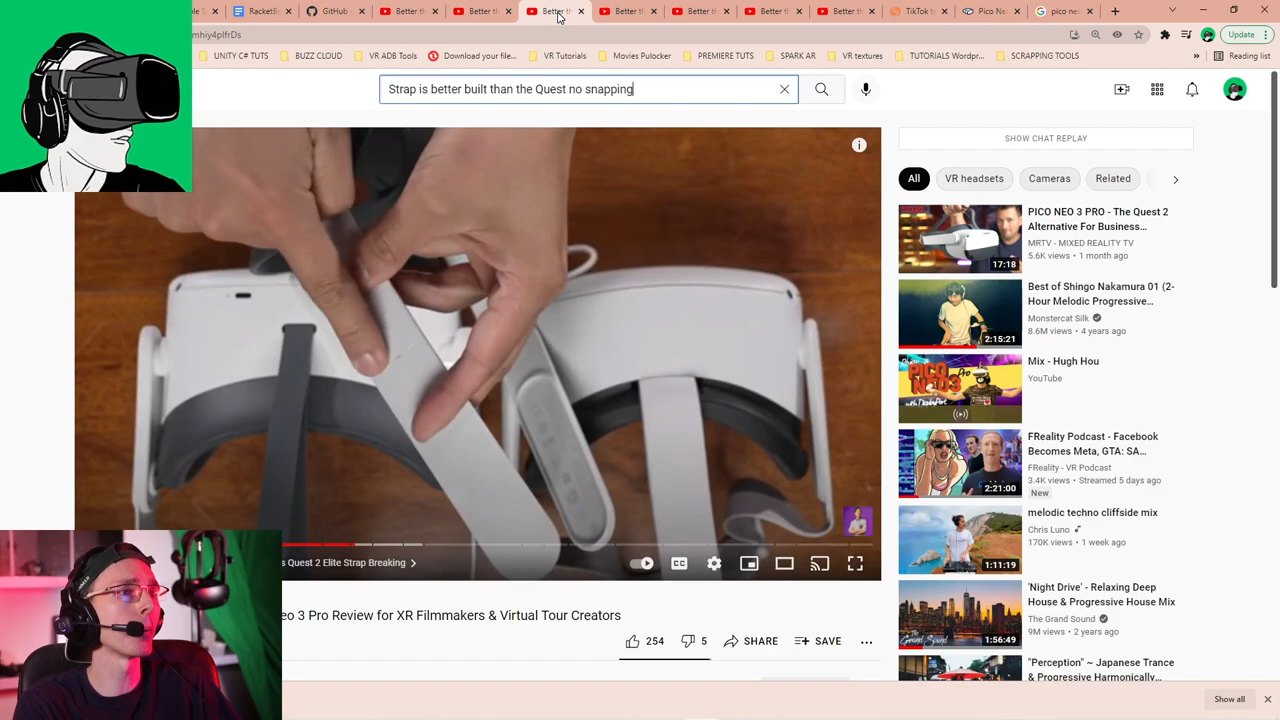 RacketBi
GitHub
Better th
Better th
Better th
Better th
Better th
Better th
Better th
TikTok
New
pico ne
mhiy4pIfrDs
Update
UNITY C# TUTS
BUZZ CLOUD
VR ADB Tools
Download your file...
VR Tutorials
Movies Pulocker
PREMIERE TUTS
SPARK AR
textures
TUTORIALS Wordpr...
SCRAPPING TOOLS
Reading list
Strap is better built than the Quest no snapping
SHOW CHAT REPLAY
All
VR headsets
Cameras
Related
PICO NEO 3 PRO - The Quest 2
Alternative For Business...
MRTV - MIXED REALITY TV
5.6K views • 1 month ago
17:18
Best of Shingo Nakamura 01 (2-
Hour Melodic Progressive...
Monstercat Silk
8.6M views • 4 years ago
2:15:21
Mix - Hugh Hou
YouTube
PICO Pro
NEO3
FReality Podcast - Facebook
Becomes Meta, GTA: SA...
FReality - VR Podcast
3.4K views • Streamed 5 days ago
New
2:21:00
melodic techno cliffside mix
Chris Luno
170K views • 1 week ago
1:11:19
'Night Drive' - Relaxing Deep
House & Progressive House Mix
The Grand Sound
9M views • 2 years ago
1:56:49
"Perception" ~ Japanese Trance
& Progressive Harmonically...
s Quest 2 Elite Strap Breaking
CC
eo 3 Pro Review for XR Filmmakers & Virtual Tour Creators
254
5
SHARE
SAVE
Show all